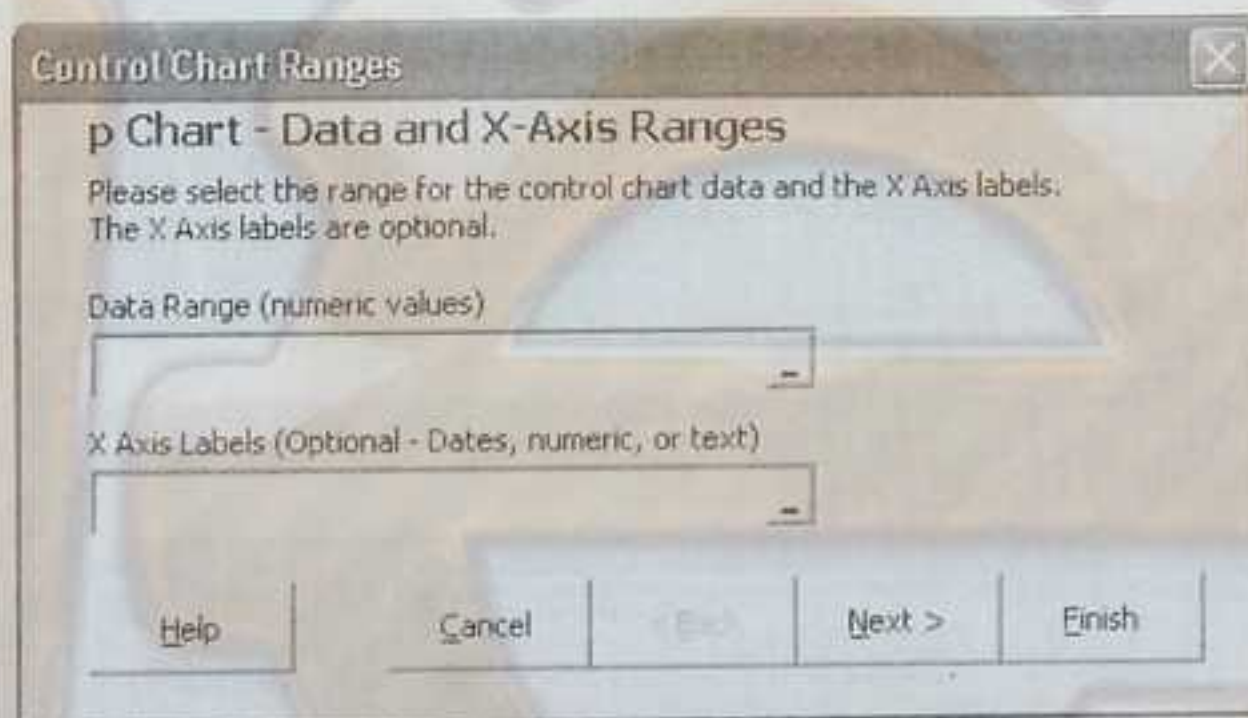 Control Chart Ranges
p Chart - Data and X-Axis Ranges
Please select the range for the control chart data and the X Axis labels.
The X Axis labels are optional.
Data Range (numeric values)
X Axis Labels (Optional - Dates, numeric, or text)
Help Cancel < Back Next > Finish